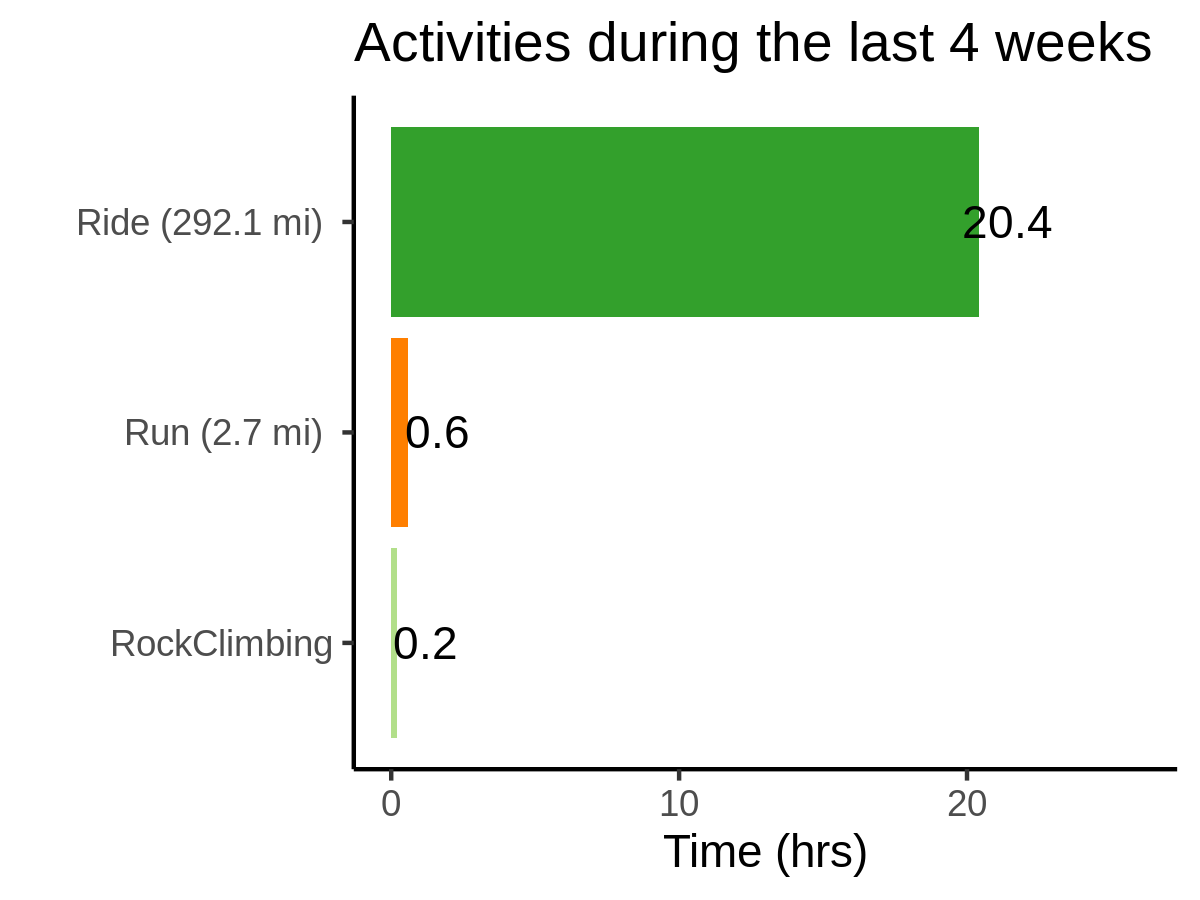 Activities during the last 4 weeks
Ride (292.1 mi)
20.4
Run (2.7 mi)
0.6
RockClimbing
0.2
0
10
20
Time (hrs)